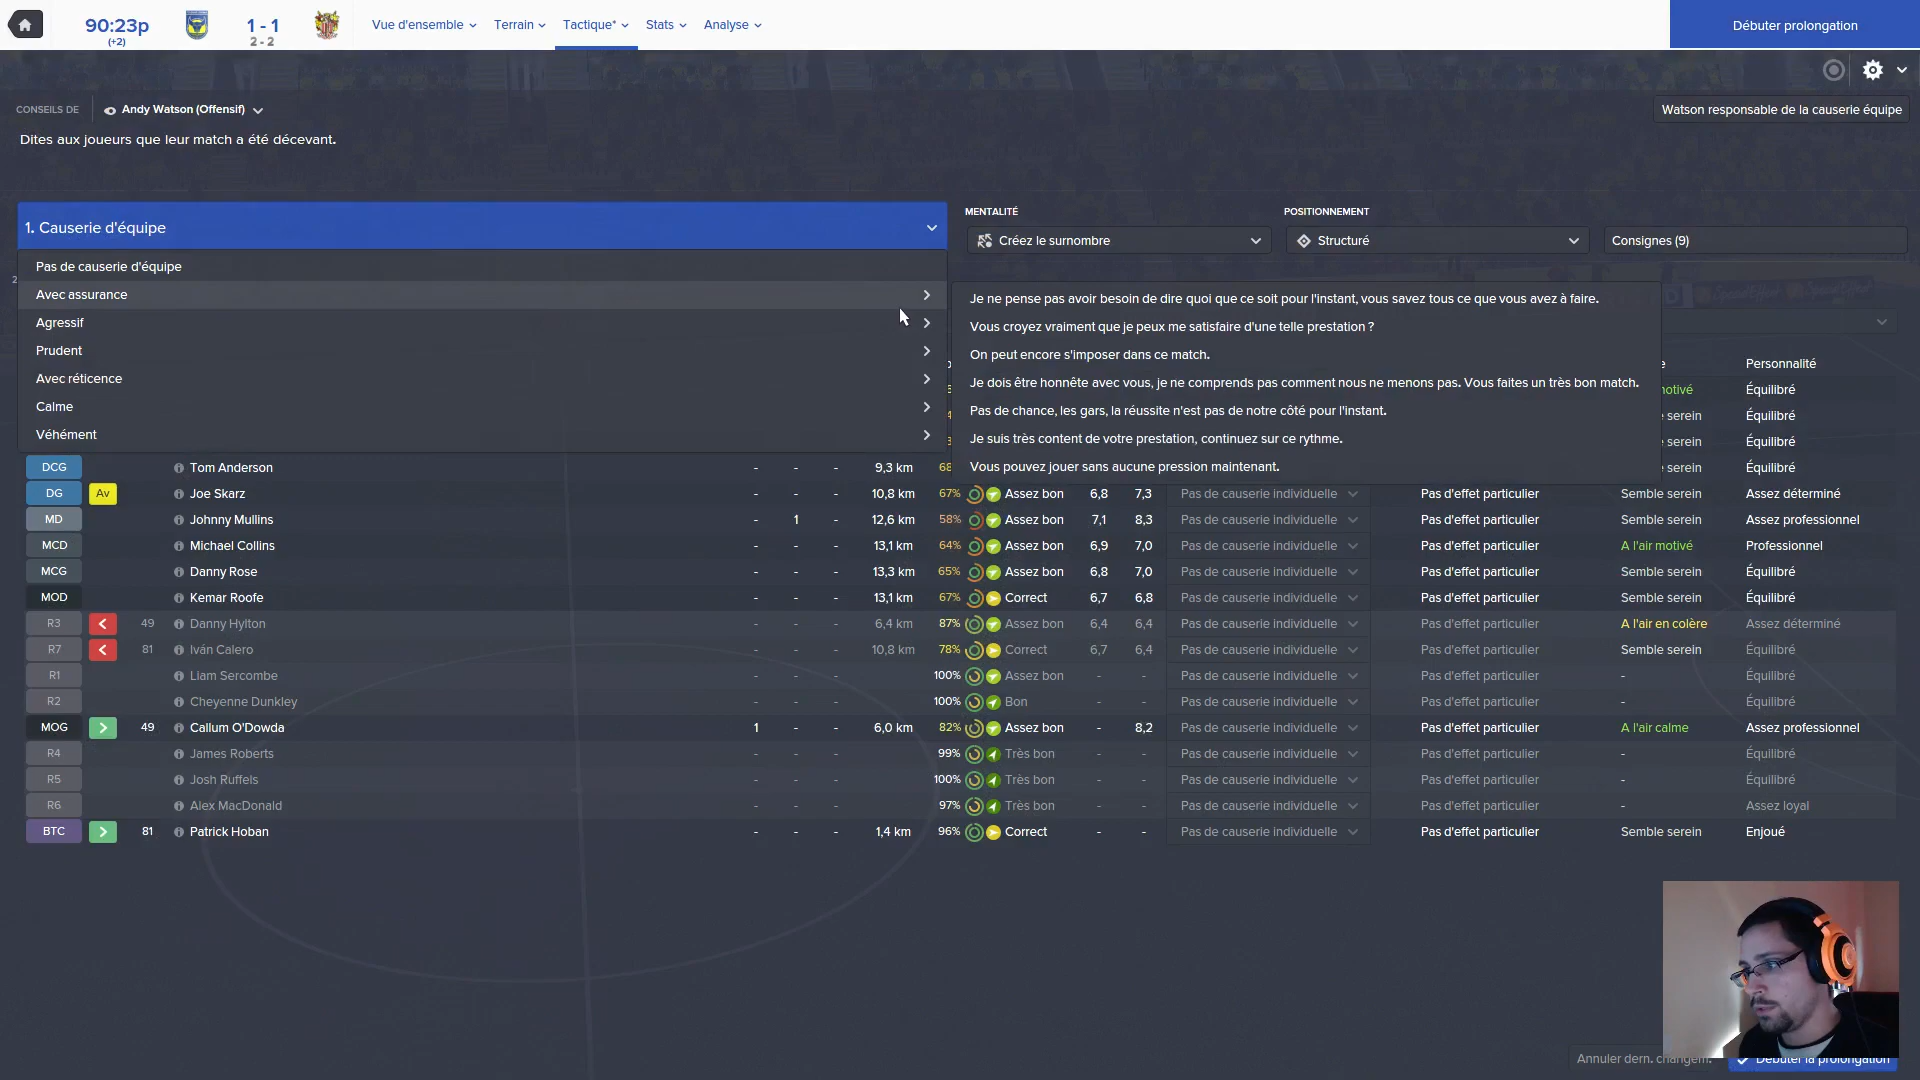 90:23p
(+2)
1 - 1
2 - 2
Vue d'ensemble
Terrain
Tactique*
Stats
Analyse
Débuter prolongation
CONSEILS DE
Andy Watson (Offensif)
Watson responsable de la causerie équipe
Dites aux joueurs que leur match a été décevant.
1. Causerie d'équipe
MENTALITÉ
Créez le surnombre
POSITIONNEMENT
Structuré
Consignes (9)
Pas de causerie d'équipe
Avec assurance
Agressif
Prudent
Avec réticence
Calme
Véhément
Je ne pense pas avoir besoin de dire quoi que ce soit pour l'instant, vous savez tous ce que vous avez à faire.
Vous croyez vraiment que je peux me satisfaire d'une telle prestation ?
On peut encore s'imposer dans ce match.
Je dois être honnête avec vous, je ne comprends pas comment nous ne menons pas. Vous faites un très bon match.
Pas de chance, les gars, la réussite n'est pas de notre côté pour l'instant.
Je suis très content de votre prestation, continuez sur ce rythme.
Vous pouvez jouer sans aucune pression maintenant.
Personnalité
Équilibré
serein Équilibré
serein Équilibré
DCG Tom Anderson - - - 9,3 km 68 serein Équilibré
DG Av Joe Skarz - - - 10,8 km 67% Assez bon 6,8 7,3 Pas de causerie individuelle Pas d'effet particulier Semble serein Assez déterminé
MD Johnny Mullins - 1 - 12,6 km 58% Assez bon 7,1 8,3 Pas de causerie individuelle Pas d'effet particulier Semble serein Assez professionnel
MCD Michael Collins - - - 13,1 km 64% Assez bon 6,9 7,0 Pas de causerie individuelle Pas d'effet particulier A l'air motivé Professionnel
MCG Danny Rose - - - 13,3 km 65% Assez bon 6,8 7,0 Pas de causerie individuelle Pas d'effet particulier Semble serein Équilibré
MOD Kemar Roofe - - - 13,1 km 67% Correct 6,7 6,8 Pas de causerie individuelle Pas d'effet particulier Semble serein Équilibré
R3 49 Danny Hylton - - - 6,4 km 87% Assez bon 6,4 6,4 Pas de causerie individuelle Pas d'effet particulier A l'air en colère Assez déterminé
R7 81 Iván Calero - - - 10,8 km 78% Correct 6,7 6,4 Pas de causerie individuelle Pas d'effet particulier Semble serein Équilibré
R1 Liam Sercombe - - - 100% Assez bon - - Pas de causerie individuelle Pas d'effet particulier - Équilibré
R2 Cheyenne Dunkley - - - 100% Bon - - Pas de causerie individuelle Pas d'effet particulier - Équilibré
MOG 49 Callum O'Dowda 1 - - 6,0 km 82% Assez bon - 8,2 Pas de causerie individuelle Pas d'effet particulier A l'air calme Assez professionnel
R4 James Roberts - - - 99% Très bon - - Pas de causerie individuelle Pas d'effet particulier - Équilibré
R5 Josh Ruffels - - - 100% Très bon - - Pas de causerie individuelle Pas d'effet particulier - Équilibré
R6 Alex MacDonald - - - 97% Très bon - - Pas de causerie individuelle Pas d'effet particulier - Assez loyal
BTC 81 Patrick Hoban - - - 1,4 km 96% Correct - - Pas de causerie individuelle Pas d'effet particulier Semble serein Enjoué
Annuler dern. changem.
Débuter la prolongation